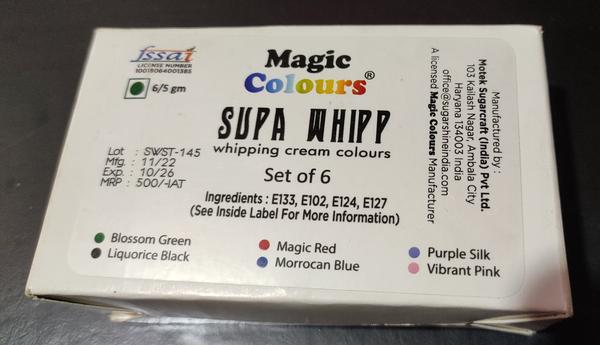 fssai
LICENSE NUMBER
10015064001385
6/5 gm
Magic
Colours®
SUPA WHIPP
whipping cream colours
Set of 6
Lot : SWST-145
Mfg. : 11/22
Exp. : 10/26
MRP : 500/-IAT
Ingredients : E133, E102, E124, E127
(See Inside Label For More Information)
Blossom Green
Liquorice Black
Magic Red
Morrocan Blue
Purple Silk
Vibrant Pink
Manufactured by :
Motek Sugarcraft (India) Pvt Ltd.
103 Kailash Nagar, Ambala City
Haryana 134003 India
office@sugarshineindia.com
A licensed Magic Colours Manufacturer